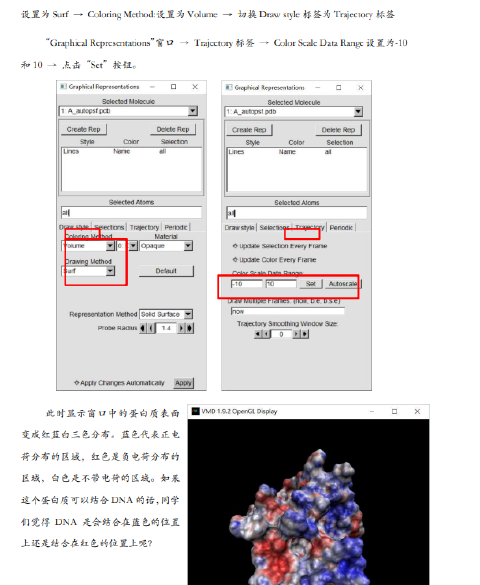 设置为 Surf → Coloring Method:设置为 Volume → 切换 Draw style 标签为 Trajectory 标签
“Graphical Representations”窗口 → Trajectory 标签 → Color Scale Data Range 设置为-10
和 10 → 点击“Set”按钮。
Graphical Representations
Selected Molecule
1: A_autopsf.pdb
Create Rep Delete Rep
Style Color Selection
Lines Name all
Selected Atoms
all
Draw style Selections Trajectory Periodic
Coloring Method Material
Volume 0 Opaque
Drawing Method
Surf Default
Representation Method Solid Surface
Probe Radius 1.4
Apply Changes Automatically Apply
Graphical Representations
Selected Molecule
1: A_autopsf.pdb
Create Rep Delete Rep
Style Color Selection
Lines Name all
Selected Atoms
all
Draw style Selections Trajectory Periodic
Update Selection Every Frame
Update Color Every Frame
Color Scale Data Range:
-10 10 Set Autoscale
Draw Multiple Frames: (now, b:e, b:s:e)
now
Trajectory Smoothing Window Size:
0
此时显示窗口中的蛋白质表面
变成红蓝白三色分布。蓝色代表正电
荷分布的区域，红色是负电荷分布的
区域，白色是不带电荷的区域。如果
这个蛋白质可以结合 DNA 的话，同学
们觉得 DNA 是会结合在蓝色的位置
上还是结合在红色的位置上呢？
VMD 1.9.2 OpenGL Display